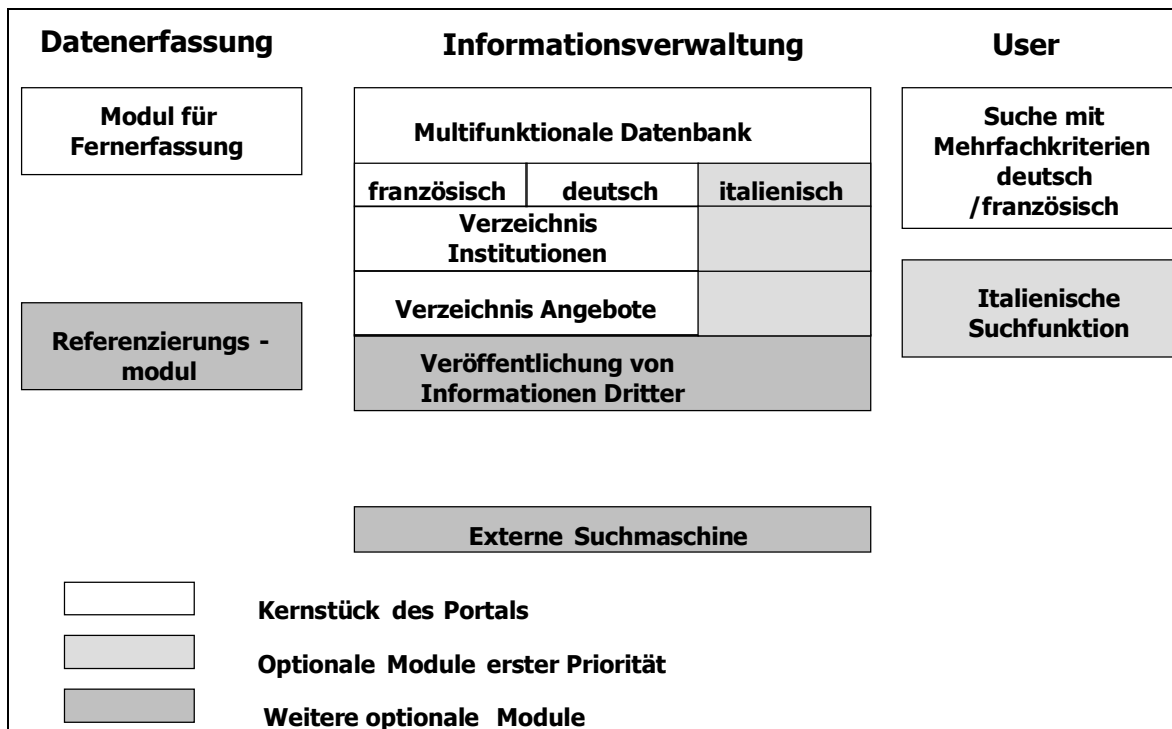 Datenerfassung
Informationsverwaltung
User
Modul für
Fernerfassung
Multifunktionale Datenbank
Suche mit
Mehrfachkriterien
deutsch
/französisch
französisch
deutsch
italienisch
Verzeichnis
Institutionen
Verzeichnis Angebote
Italienische
Suchfunktion
Referenzierungs -
modul
Veröffentlichung von
Informationen Dritter
Externe Suchmaschine
Kernstück des Portals
Optionale Module erster Priorität
Weitere optionale Module